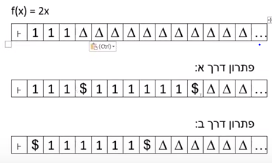 f(x) = 2x
⊢ 1 1 1 Δ Δ Δ Δ Δ Δ Δ Δ Δ Δ Δ ...
(Ctrl)
פתרון דרך א:
⊢ 1 1 1 $ 1 1 1 1 1 1 $ Δ Δ Δ ...
פתרון דרך ב:
⊢ $ 1 1 1 1 1 1 $ Δ Δ Δ Δ Δ Δ ...